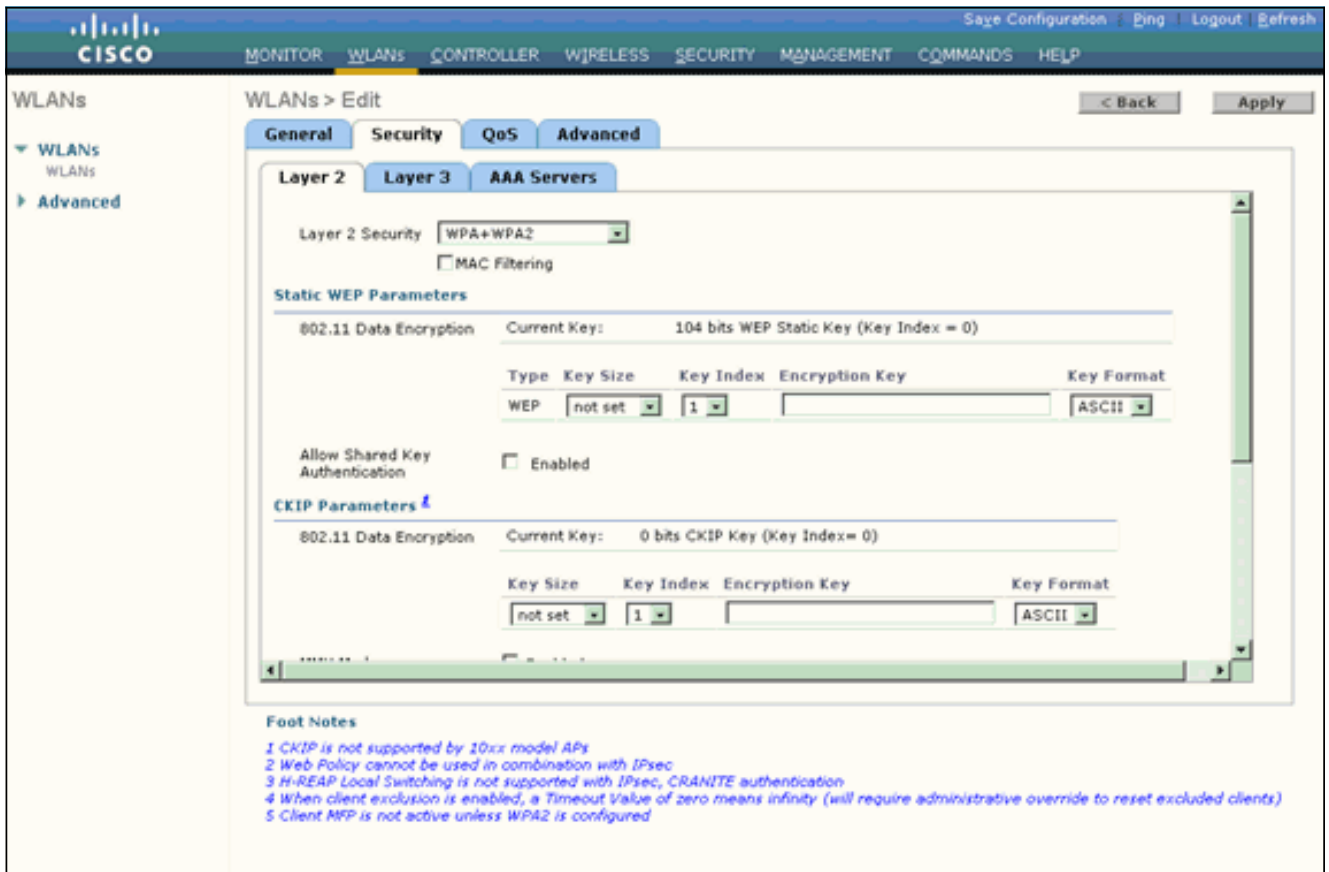 Save Configuration Ping Logout Refresh
CISCO
MONITOR WLANs CONTROLLER WIRELESS SECURITY MANAGEMENT COMMANDS HELP
WLANs
WLANs > Edit
< Back Apply
WLANs
WLANs
Advanced
General Security QoS Advanced
Layer 2 Layer 3 AAA Servers
Layer 2 Security WPA+WPA2
MAC Filtering
Static WEP Parameters
802.11 Data Encryption Current Key: 104 bits WEP Static Key (Key Index = 0)
Type Key Size Key Index Encryption Key Key Format
WEP not set 1 ASCII
Allow Shared Key
Authentication
Enabled
CKIP Parameters 1
802.11 Data Encryption Current Key: 0 bits CKIP Key (Key Index= 0)
Key Size Key Index Encryption Key Key Format
not set 1 ASCII
Foot Notes
1 CKIP is not supported by 10xx model APs
2 Web Policy cannot be used in combination with IPsec
3 H-REAP Local Switching is not supported with IPsec, CRANITE authentication
4 When client exclusion is enabled, a Timeout Value of zero means infinity (will require administrative override to reset excluded clients)
5 Client MFP is not active unless WPA2 is configured